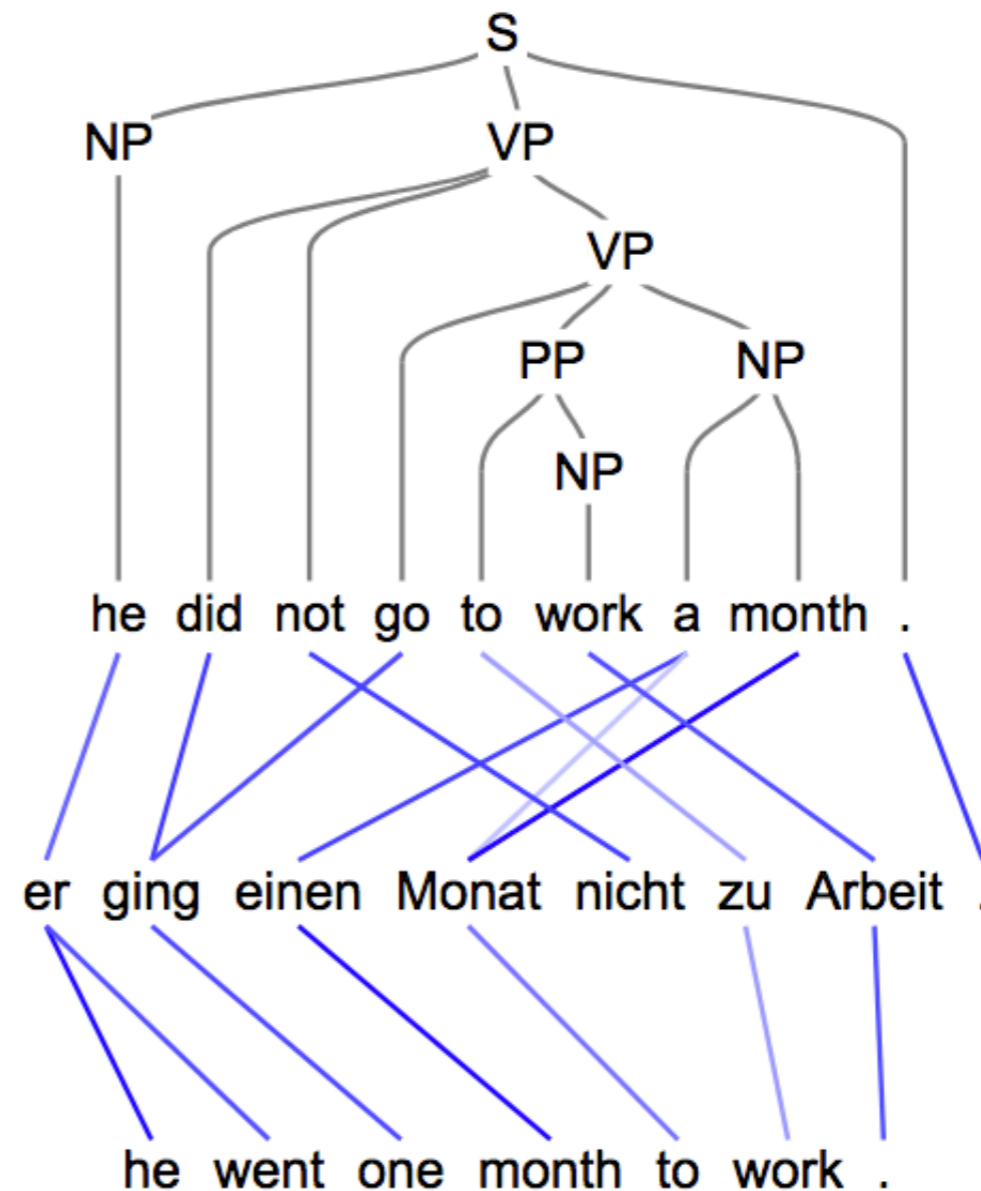 S
NP VP
VP
PP NP
NP
he did not go to work a month .
er ging einen Monat nicht zu Arbeit .
he went one month to work .